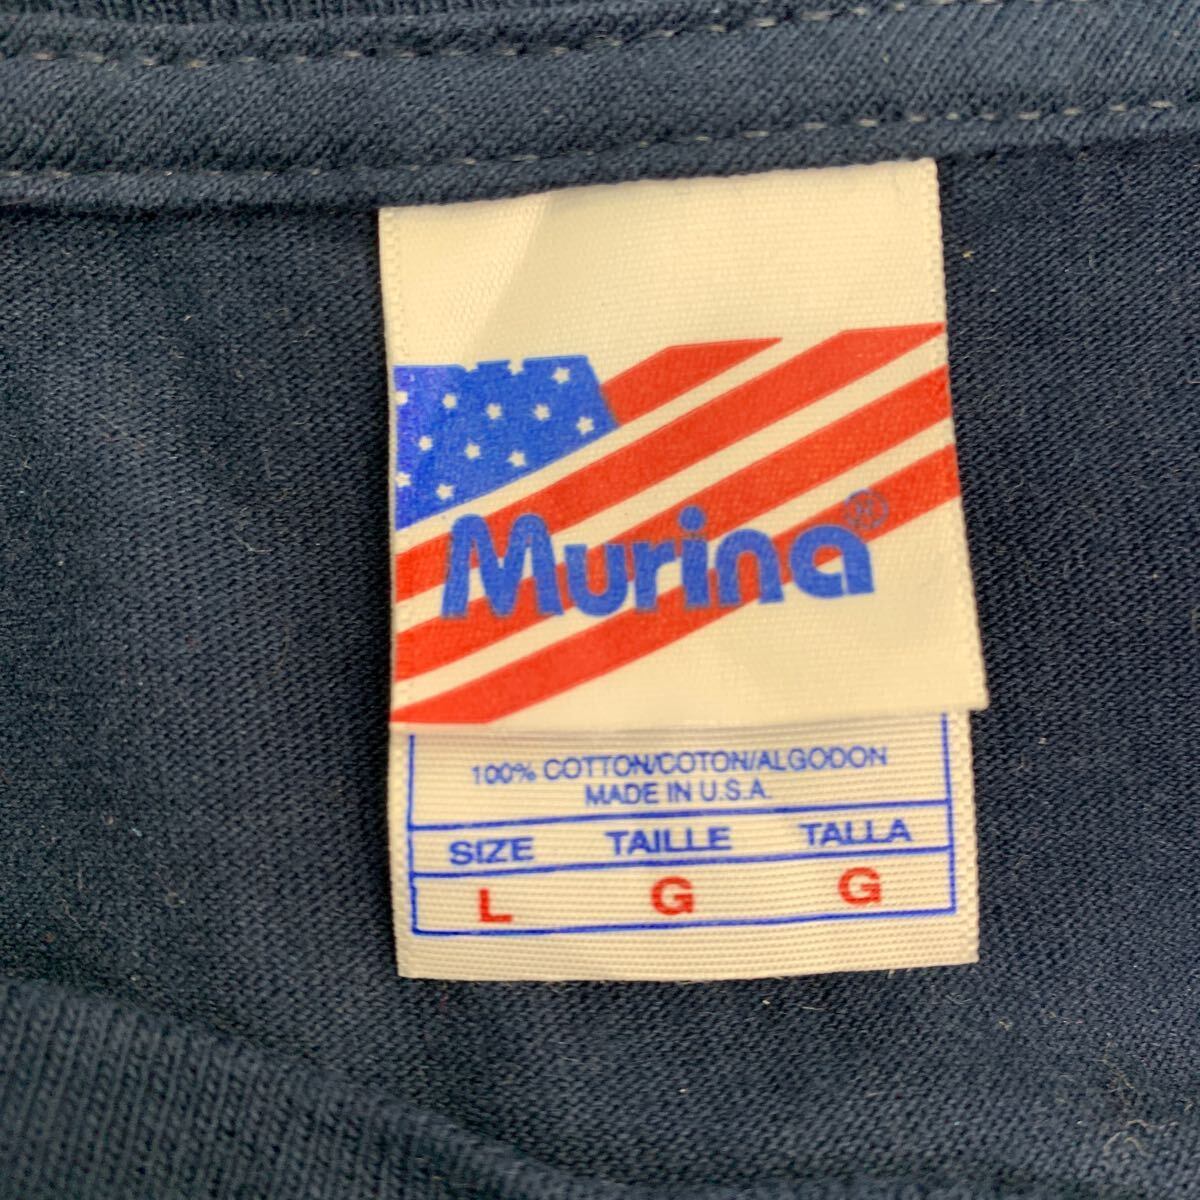 Murina®
100% COTTON/COTON/ALGODON
MADE IN U.S.A.
SIZE TAILLE TALLA
L G G